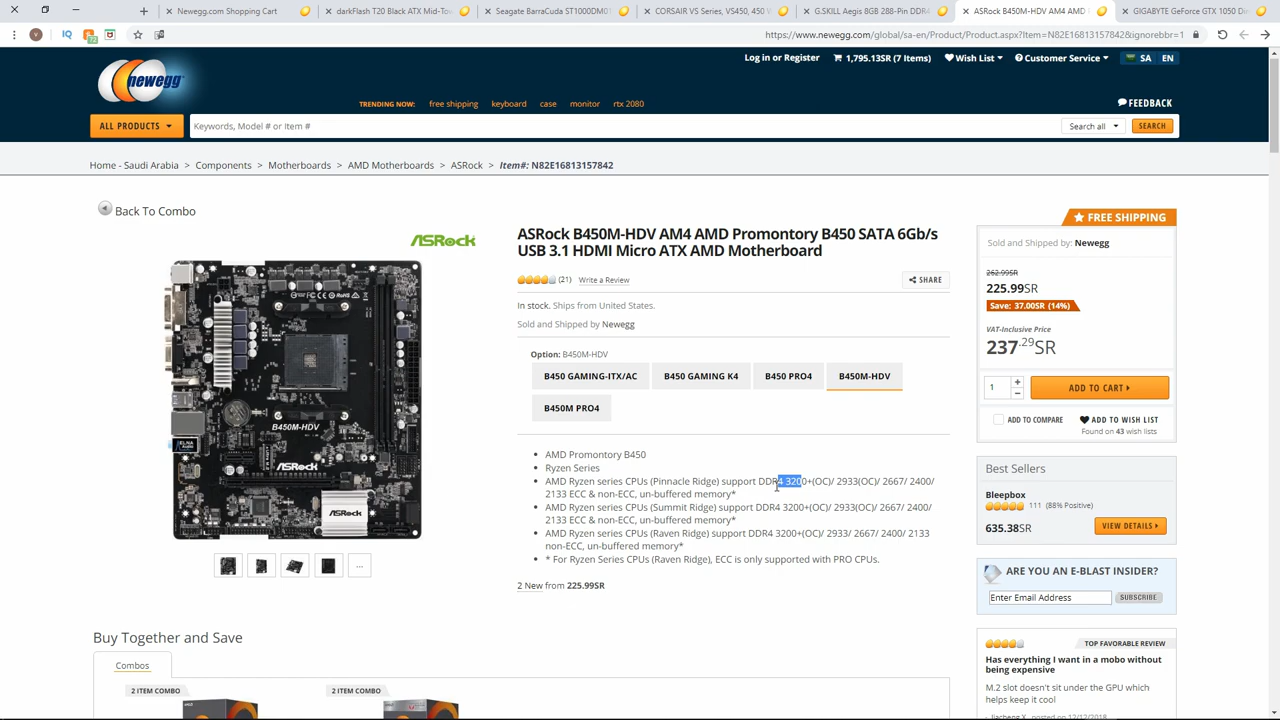 Newegg.com Shopping Cart
darkFlash T20 Black ATX Mid-To
Seagate BarraCuda ST1000DM01
CORSAIR VS Series, VS450, 450 W
G.SKILL Aegis 8GB 288-Pin DDR4
ASRock B450M-HDV AM4 AMD
GIGABYTE GeForce GTX 1050 Di
https://www.newegg.com/global/sa-en/Product/Product.aspx?Item=N82E16813157842&ignorebbr=1
newegg
Log in or Register
1,795.13SR (7 Items)
Wish List
Customer Service
SA
EN
TRENDING NOW: free shipping keyboard case monitor rtx 2080
FEEDBACK
ALL PRODUCTS
Keywords, Model # or Item #
Search all
SEARCH
Home - Saudi Arabia > Components > Motherboards > AMD Motherboards > ASRock > Item#: N82E16813157842
Back To Combo
ASRock
B450M-HDV
ASRock
ASRock
...
ASRock B450M-HDV AM4 AMD Promontory B450 SATA 6Gb/s
USB 3.1 HDMI Micro ATX AMD Motherboard
(21) Write a Review
SHARE
In stock. Ships from United States.
Sold and Shipped by Newegg
Option: B450M-HDV
B450 GAMING-ITX/AC
B450 GAMING K4
B450 PRO4
B450M-HDV
B450M PRO4
AMD Promontory B450
Ryzen Series
AMD Ryzen series CPUs (Pinnacle Ridge) support DDR4 3200+(OC)/ 2933(OC)/ 2667/ 2400/
2133 ECC & non-ECC, un-buffered memory*
AMD Ryzen series CPUs (Summit Ridge) support DDR4 3200+(OC)/ 2933(OC)/ 2667/ 2400/
2133 ECC & non-ECC, un-buffered memory*
AMD Ryzen series CPUs (Raven Ridge) support DDR4 3200+(OC)/ 2933/ 2667/ 2400/ 2133
non-ECC, un-buffered memory*
* For Ryzen Series CPUs (Raven Ridge), ECC is only supported with PRO CPUs.
2 New from 225.99SR
FREE SHIPPING
Sold and Shipped by: Newegg
262.99SR
225.99SR
Save: 37.00SR (14%)
VAT-Inclusive Price
237.29SR
1
ADD TO CART
ADD TO COMPARE
ADD TO WISH LIST
Found on 43 wish lists
Best Sellers
Bleepbox
111 (88% Positive)
635.38SR
VIEW DETAILS
ARE YOU AN E-BLAST INSIDER?
Enter Email Address
SUBSCRIBE
TOP FAVORABLE REVIEW
Has everything I want in a mobo without
being expensive
M.2 slot doesn't sit under the GPU which
helps keep it cool
Jiacheng X. posted on 12/12/2018
Buy Together and Save
Combos
2 ITEM COMBO
2 ITEM COMBO